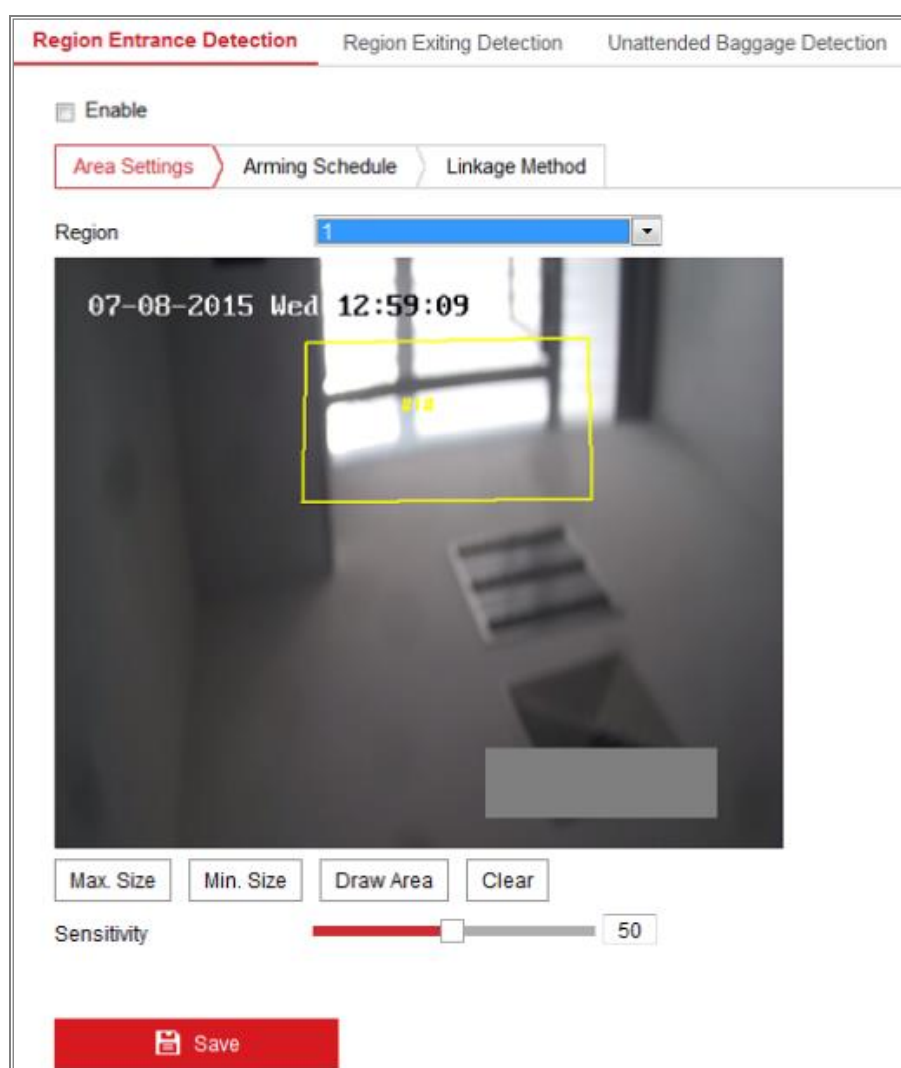 Region Entrance Detection Region Exiting Detection Unattended Baggage Detection
Enable
Area Settings Arming Schedule Linkage Method
Region 1
07-08-2015 Wed 12:59:09
#1#
Max. Size Min. Size Draw Area Clear
Sensitivity 50
Save